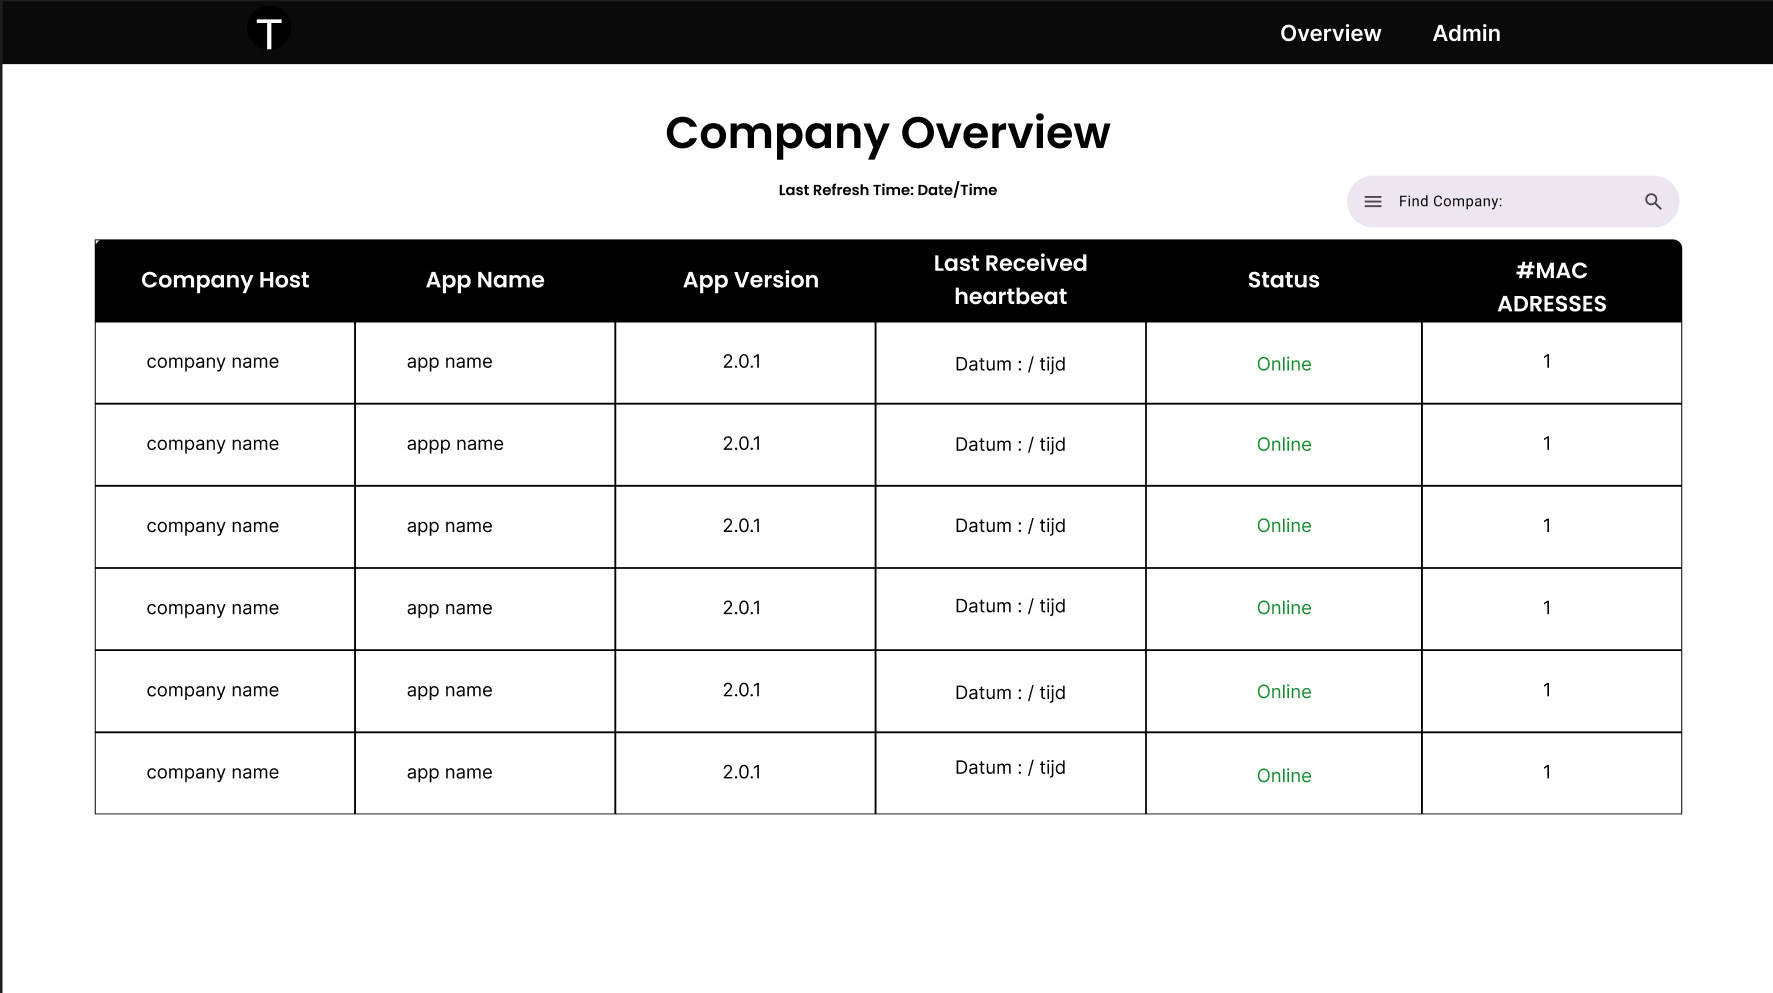 T
Overview Admin
Company Overview
Last Refresh Time: Date/Time
Find Company:
Company Host App Name App Version Last Received heartbeat Status #MAC ADRESSES
company name app name 2.0.1 Datum : / tijd Online 1
company name appp name 2.0.1 Datum : / tijd Online 1
company name app name 2.0.1 Datum : / tijd Online 1
company name app name 2.0.1 Datum : / tijd Online 1
company name app name 2.0.1 Datum : / tijd Online 1
company name app name 2.0.1 Datum : / tijd Online 1